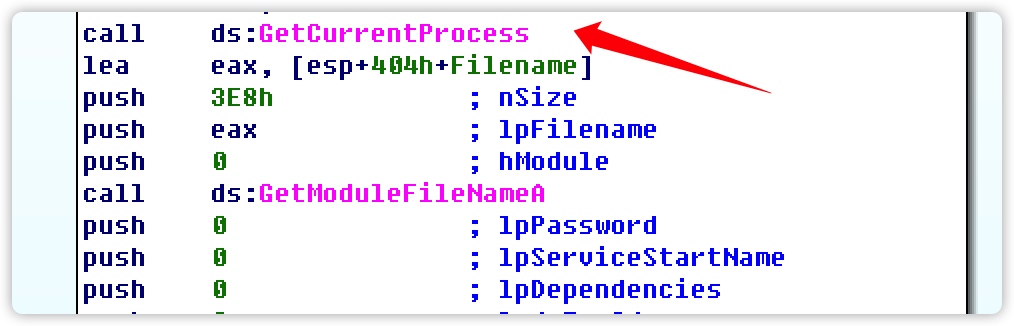 call ds:GetCurrentProcess
lea eax, [esp+404h+Filename]
push 3E8h ; nSize
push eax ; lpFilename
push 0 ; hModule
call ds:GetModuleFileNameA
push 0 ; lpPassword
push 0 ; lpServiceStartName
push 0 ; lpDependencies